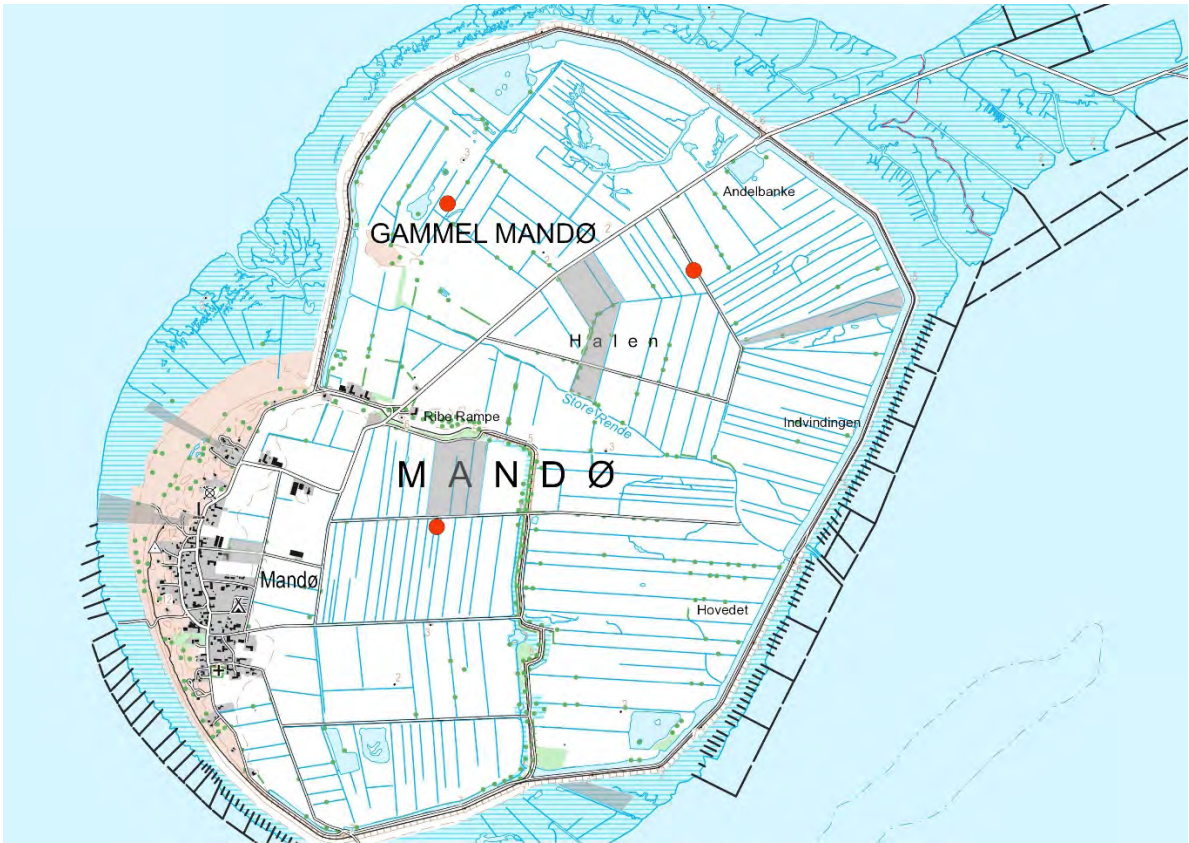 Andelbanke
GAMMEL MANDØ
Halen
Store Rende
Ribe Rampe
Indvindingen
MANDØ
Mandø
Hovedet